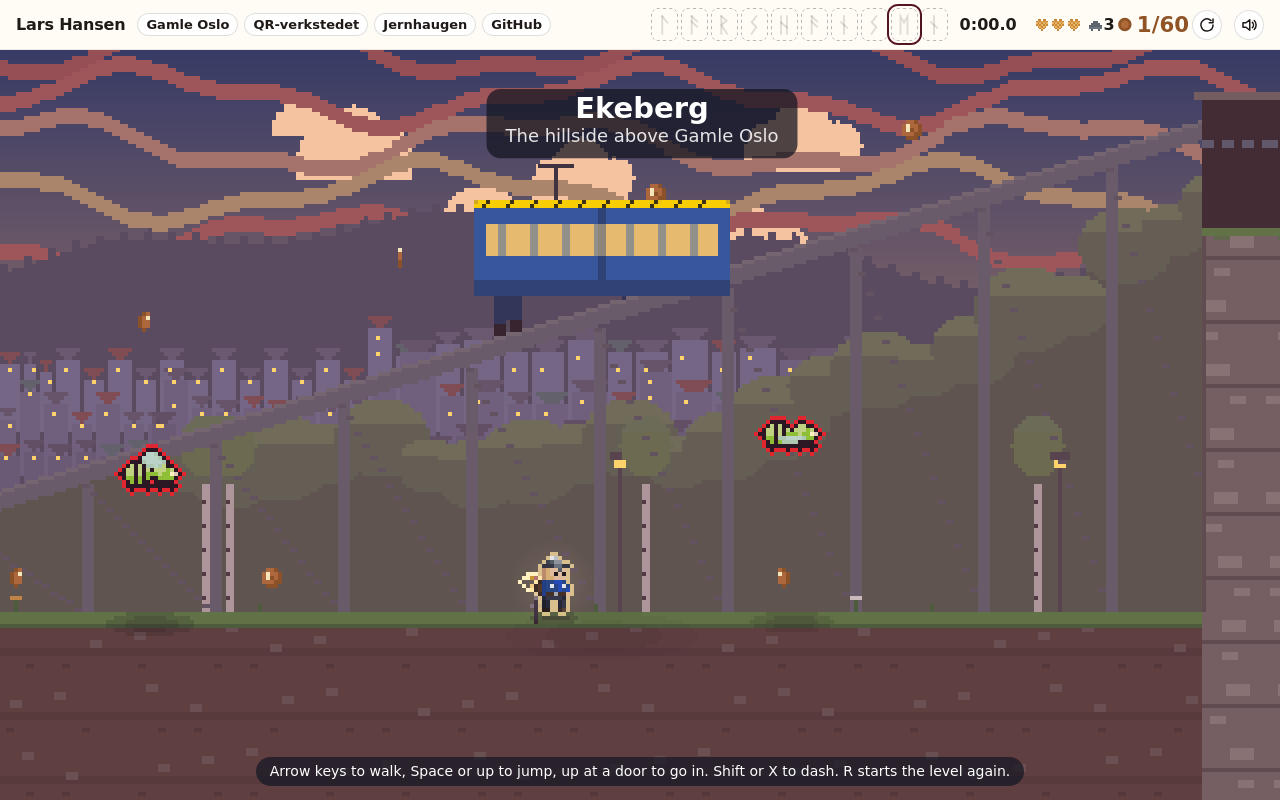 Lars Hansen
Gamle Oslo
QR-verkstedet
Jernhaugen
GitHub
0:00.0
3
1/60
Ekeberg
The hillside above Gamle Oslo
Arrow keys to walk, Space or up to jump, up at a door to go in. Shift or X to dash. R starts the level again.